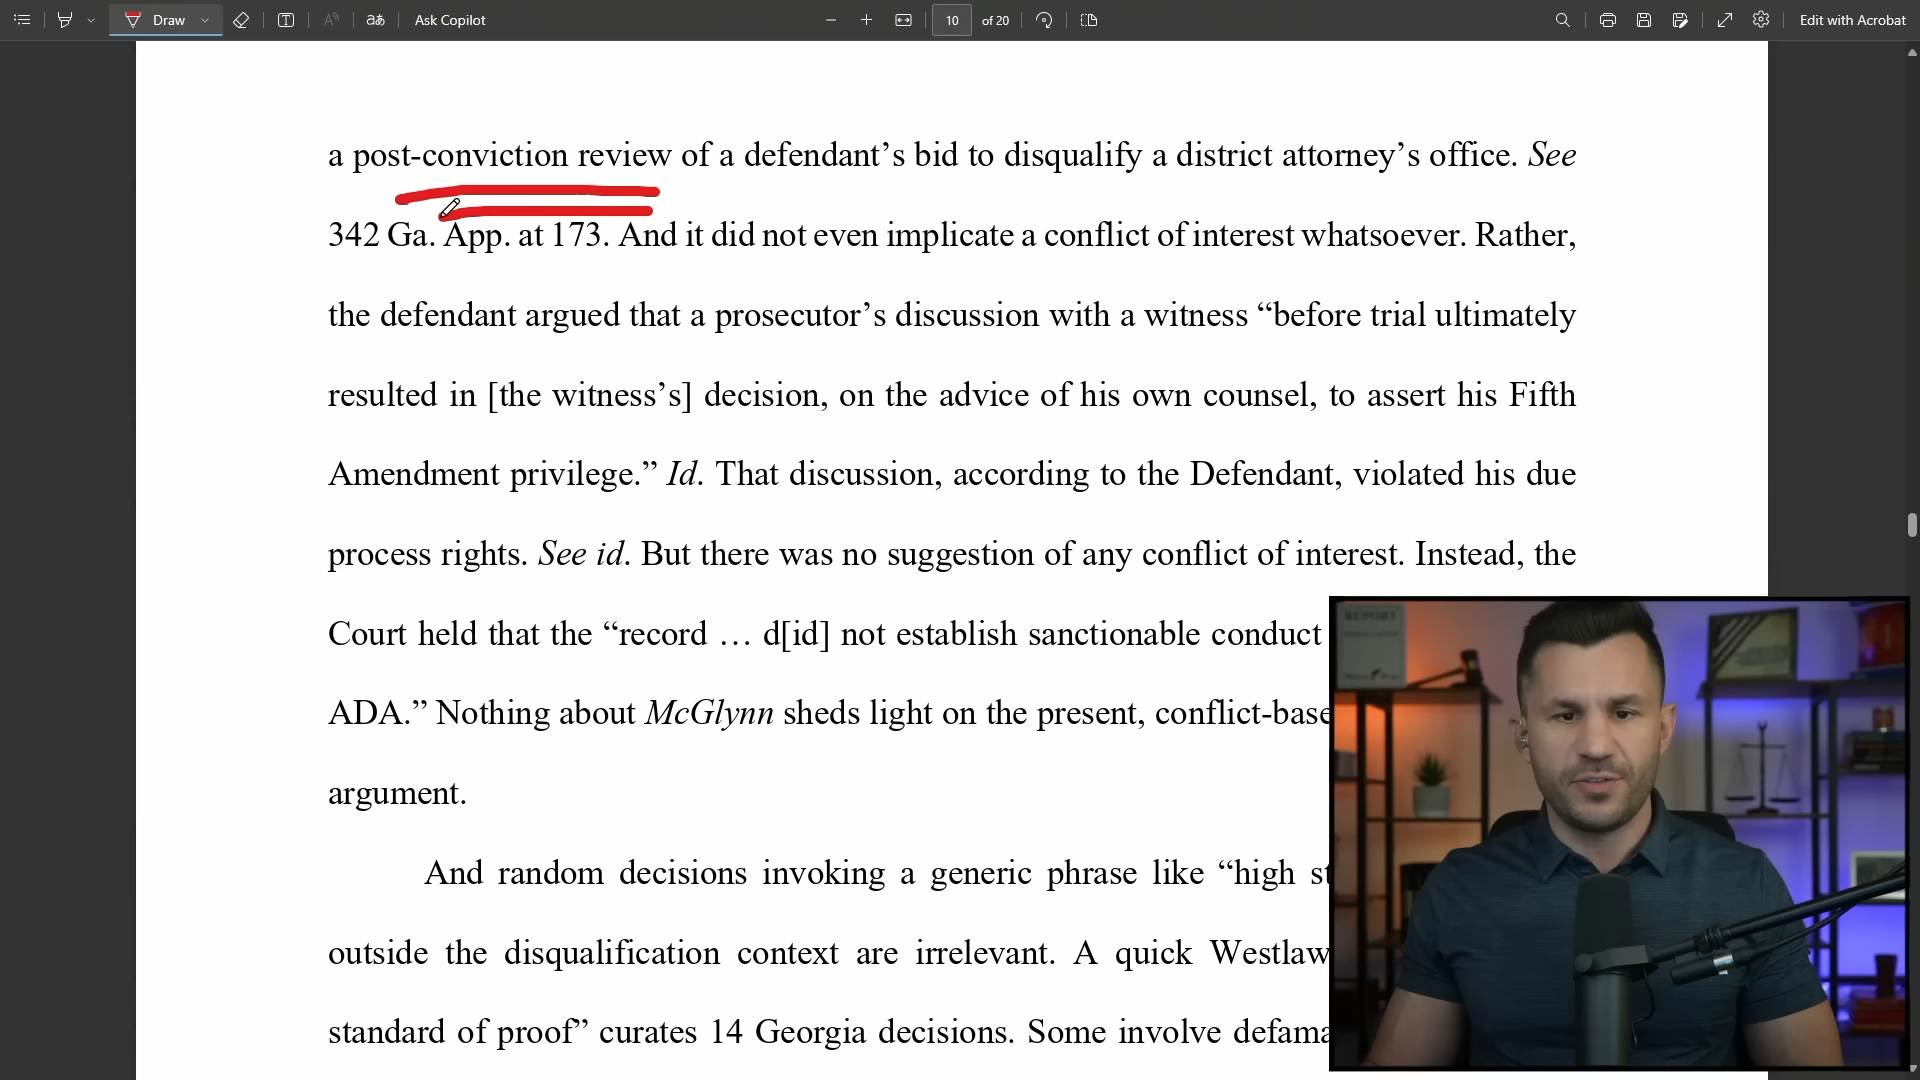 Draw
Ask Copilot
10 of 20
Edit with Acrobat
a post-conviction review of a defendant’s bid to disqualify a district attorney’s office. See
342 Ga. App. at 173. And it did not even implicate a conflict of interest whatsoever. Rather,
the defendant argued that a prosecutor’s discussion with a witness “before trial ultimately
resulted in [the witness’s] decision, on the advice of his own counsel, to assert his Fifth
Amendment privilege.” Id. That discussion, according to the Defendant, violated his due
process rights. See id. But there was no suggestion of any conflict of interest. Instead, the
Court held that the “record … d[id] not establish sanctionable conduct
ADA.” Nothing about McGlynn sheds light on the present, conflict-base
argument.
And random decisions invoking a generic phrase like “high st
outside the disqualification context are irrelevant. A quick Westlaw
standard of proof” curates 14 Georgia decisions. Some involve defama
REPORT